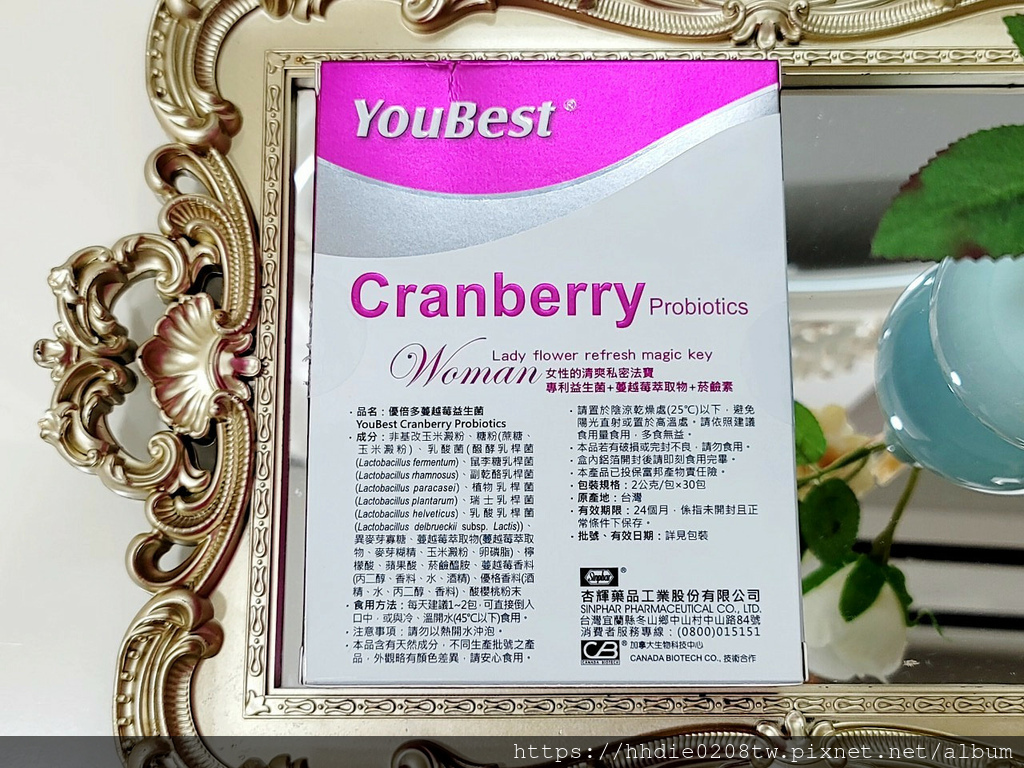 YouBest®
Cranberry Probiotics
Woman
Lady flower refresh magic key
女性的清爽私密法寶
專利益生菌+蔓越莓萃取物+菸鹼素
・品名：優倍多蔓越莓益生菌
YouBest Cranberry Probiotics
・成分：非基改玉米澱粉、糖粉(蔗糖、
玉米澱粉)、乳酸菌(醱酵乳桿菌
(Lactobacillus fermentum)、鼠李糖乳桿菌
(Lactobacillus rhamnosus)、副乾酪乳桿菌
(Lactobacillus paracasei)、植物乳桿菌
(Lactobacillus plantarum)、瑞士乳桿菌
(Lactobacillus helveticus)、乳酸乳桿菌
(Lactobacillus delbrueckii subsp. Lactis))、
異麥芽寡糖、蔓越莓萃取物(蔓越莓萃取
物、麥芽糊精、玉米澱粉、卵磷脂)、檸
檬酸、蘋果酸、菸鹼醯胺、蔓越莓香料
(丙二醇、香料、水、酒精)、優格香料(酒
精、水、丙二醇、香料)、酸櫻桃粉末
・食用方法：每天建議1~2包，可直接倒入
口中，或與冷、溫開水(45℃以下)食用。
・注意事項：請勿以熱開水沖泡。
・本品含有天然成分，不同生產批號之產
品，外觀略有顏色差異，請安心食用。
・請置於陰涼乾燥處(25℃)以下，避免
陽光直射或置於高溫處。請依照建議
食用量食用，多食無益。
・本品若有破損或完封不良，請勿食用。
・盒內鋁箔開封後請即刻食用完畢。
・本產品已投保富邦產物責任險。
・包裝規格：2公克/包×30包
・原產地：台灣
・有效期限：24個月，係指未開封且正
常條件下保存。
・批號、有效日期：詳見包裝
Sinphar®
杏輝藥品工業股份有限公司
SINPHAR PHARMACEUTICAL CO., LTD.
台灣宜蘭縣冬山鄉中山村中山路84號
消費者服務專線：(0800)015151
CB® 加拿大生物科技中心
CANADA BIOTECH CANADA BIOTECH CO., 技術合作
https://hhdie0208tw.pixnet.net/album